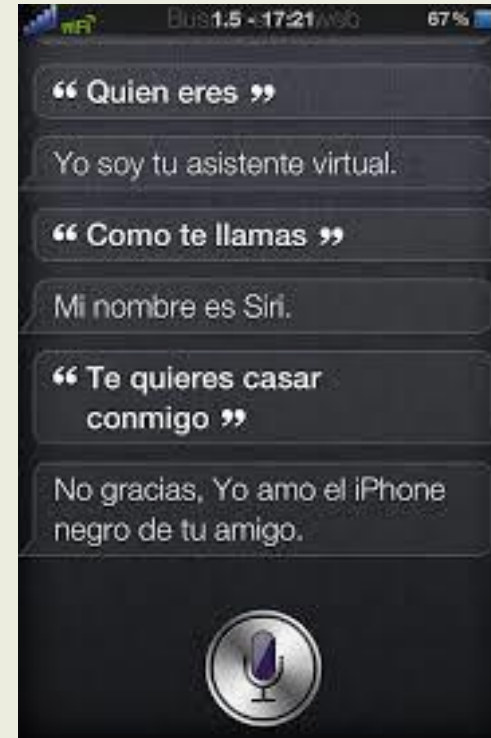 WiFi 1.5 - 17:21 67%
“ Quien eres ”
Yo soy tu asistente virtual.
“ Como te llamas ”
Mi nombre es Siri.
“ Te quieres casar
conmigo ”
No gracias, Yo amo el iPhone
negro de tu amigo.